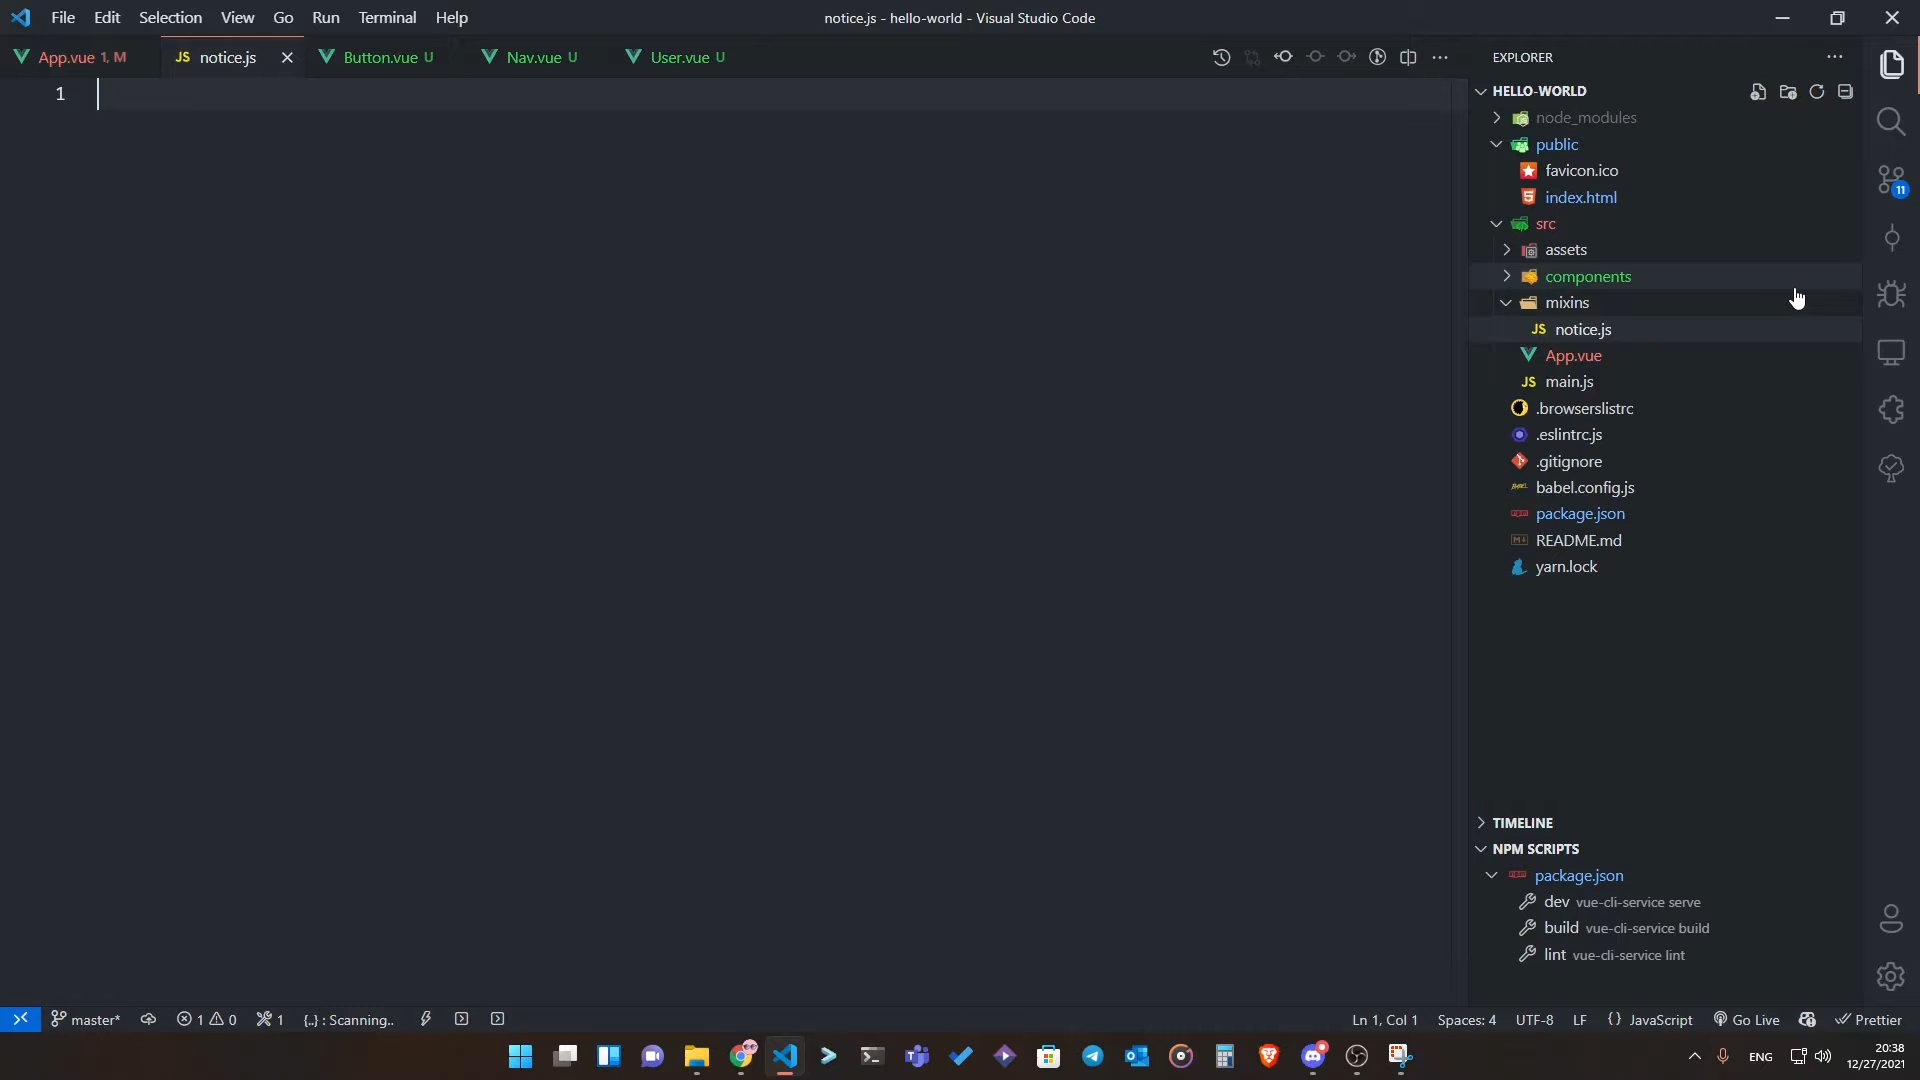 File Edit Selection View Go Run Terminal Help
notice.js - hello-world - Visual Studio Code
App.vue 1, M
JS notice.js
Button.vue U
Nav.vue U
User.vue U
1
EXPLORER
HELLO-WORLD
node_modules
public
favicon.ico
index.html
src
assets
components
mixins
JS notice.js
App.vue
JS main.js
.browserslistrc
.eslintrc.js
.gitignore
babel.config.js
package.json
README.md
yarn.lock
TIMELINE
NPM SCRIPTS
package.json
dev vue-cli-service serve
build vue-cli-service build
lint vue-cli-service lint
11
master*
1 0
1
{..} : Scanning..
Ln 1, Col 1
Spaces: 4
UTF-8
LF
{ } JavaScript
Go Live
Prettier
ENG
20:38
12/27/2021